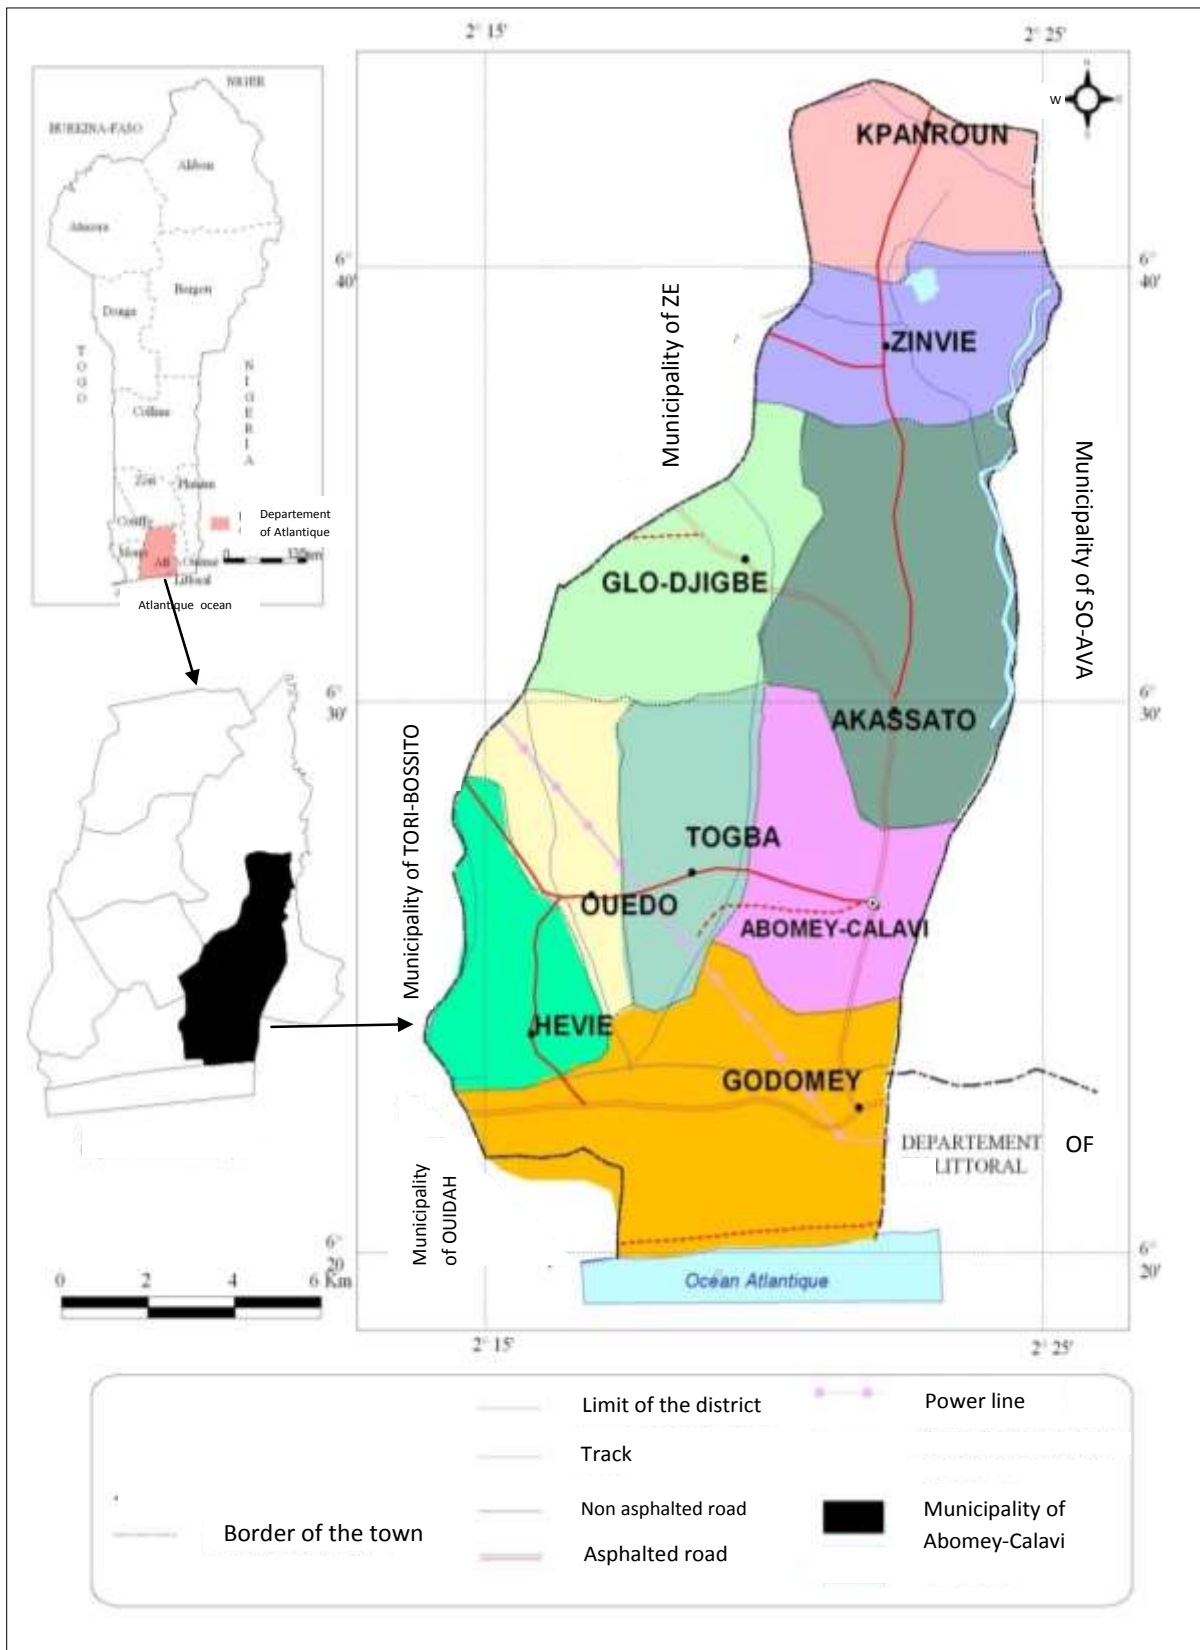 2° 15'
2° 25'
NIGER
BURKINA-FASO
Alibori
Atacora
Borgou
Donga
TOGO
NIGERIA
Colline
Zou
Plateau
Couffo
Mono
Atl
Ouémé
Littoral
Departement
of Atlantique
0
Atlantique ocean
W
KPANROUN
6°
40'
6°
40'
Municipality of ZE
ZINVIE
Municipality of SO-AVA
GLO-DJIGBE
6°
30'
6°
30'
AKASSATO
Municipality of TORI-BOSSITO
TOGBA
OUEDO
ABOMEY-CALAVI
HEVIE
GODOMEY
DEPARTEMENT OF
LITTORAL
Municipality
of OUIDAH
6°
20'
6°
20'
Océan Atlantique
0 2 4 6 Km
2° 15'
2° 25'
Limit of the district
Power line
Track
Non asphalted road
Municipality of
Abomey-Calavi
Border of the town
Asphalted road